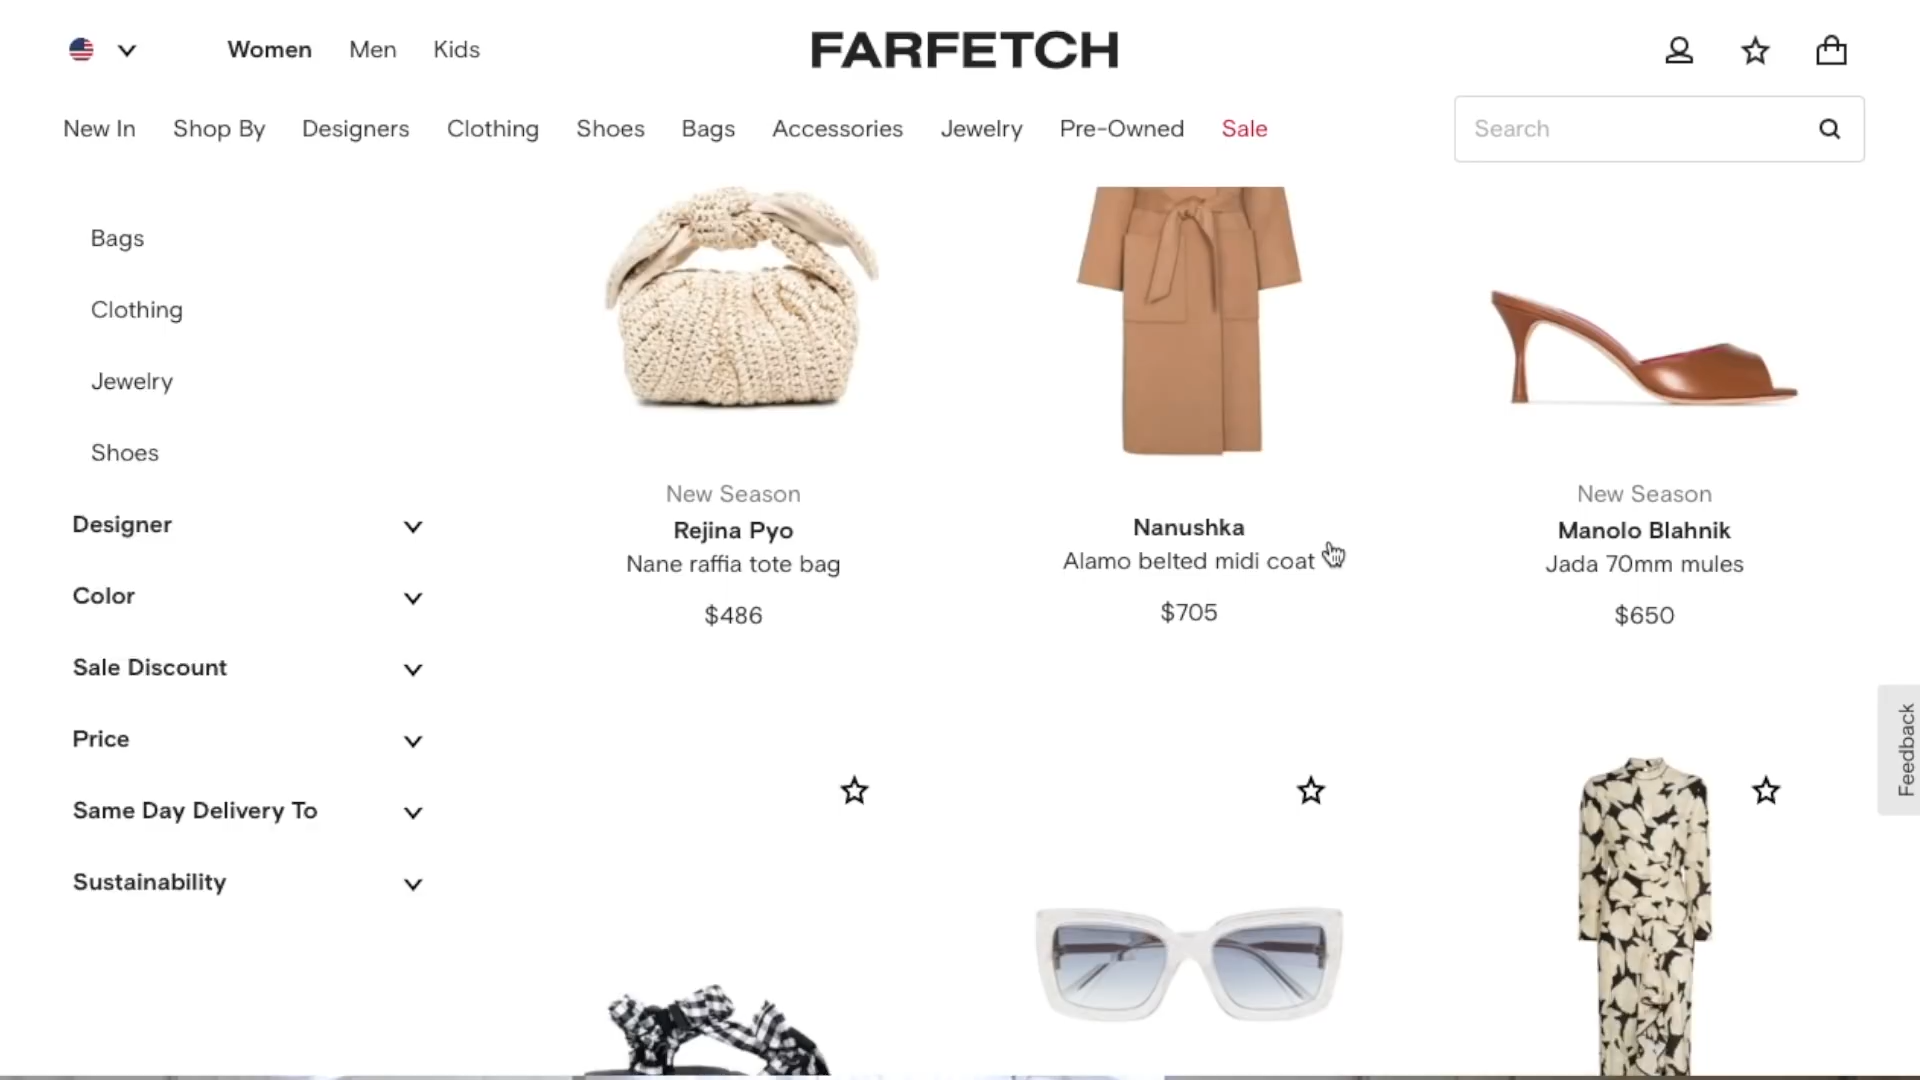 Women
Men
Kids
FARFETCH
New In
Shop By
Designers
Clothing
Shoes
Bags
Accessories
Jewelry
Pre-Owned
Sale
Search
Bags
Clothing
Jewelry
Shoes
Designer
Color
Sale Discount
Price
Same Day Delivery To
Sustainability
New Season
Rejina Pyo
Nane raffia tote bag
$486
Nanushka
Alamo belted midi coat
$705
New Season
Manolo Blahnik
Jada 70mm mules
$650
Feedback